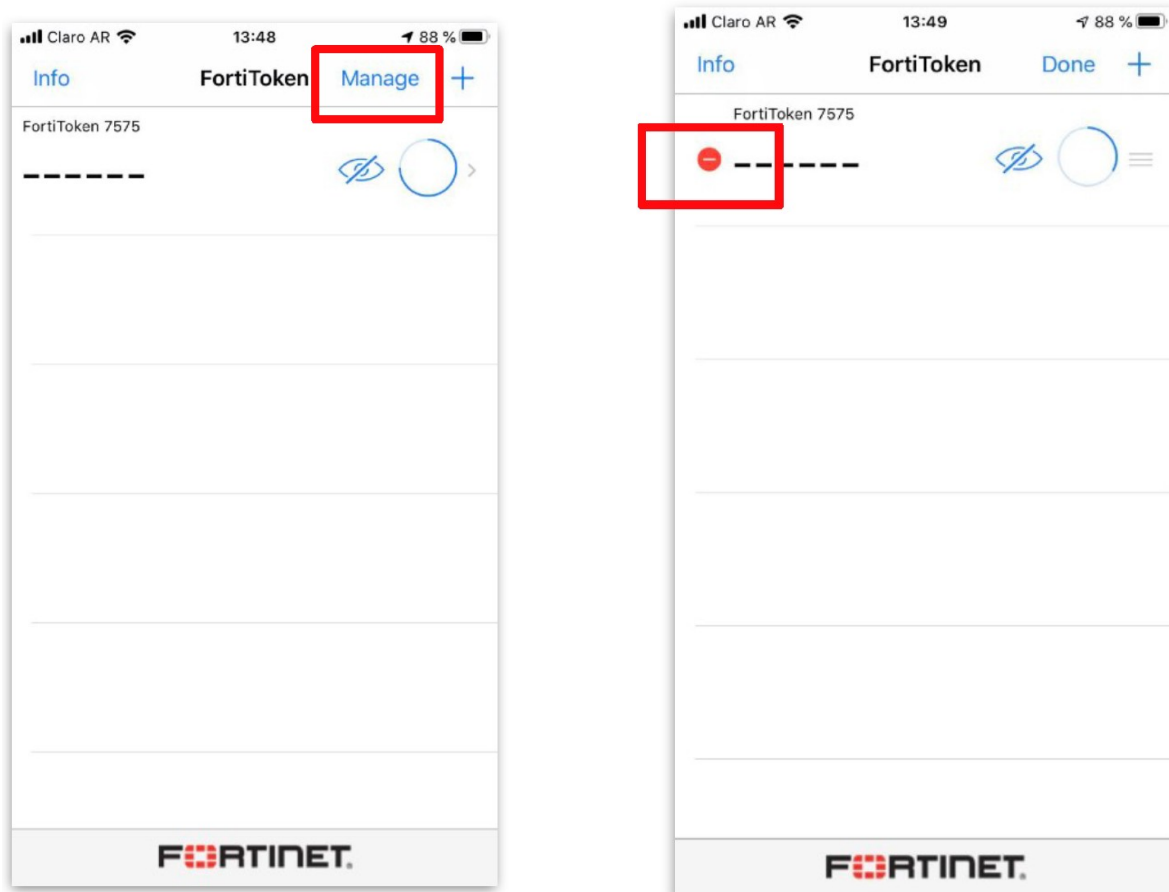 Claro AR 13:48 88 %
Info FortiToken Manage +
FortiToken 7575
------
FORTINET.
Claro AR 13:49 88 %
Info FortiToken Done +
FortiToken 7575
------
FORTINET.